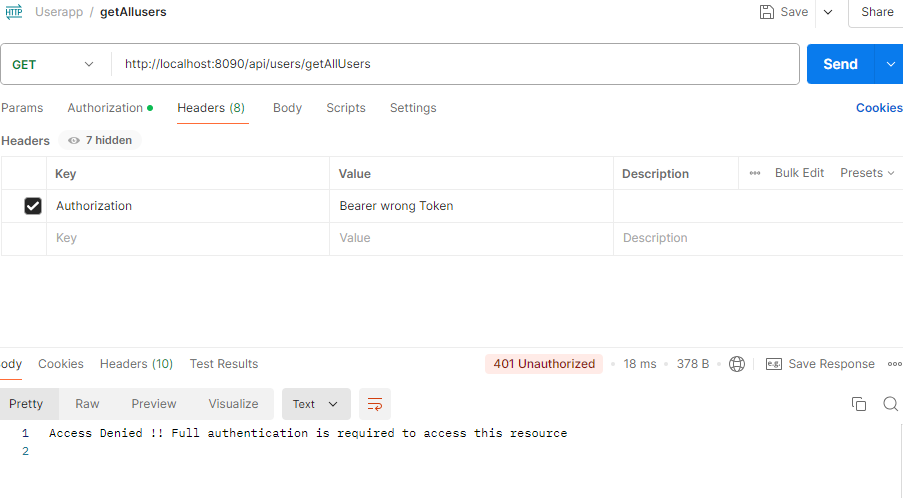 HTTP Userapp / getAllusers Save Share
GET http://localhost:8090/api/users/getAllUsers Send
Params Authorization Headers (8) Body Scripts Settings Cookies
Headers 7 hidden
Key Value Description Bulk Edit Presets
Authorization Bearer wrong Token
Key Value Description
ody Cookies Headers (10) Test Results 401 Unauthorized 18 ms 378 B e.g. Save Response
Pretty Raw Preview Visualize Text
1 Access Denied !! Full authentication is required to access this resource
2